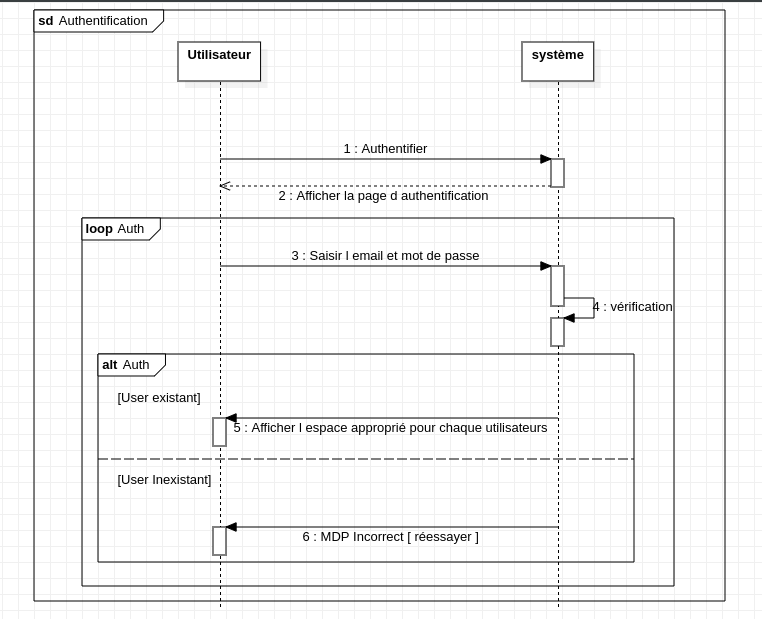 sd Authentification
Utilisateur
système
1 : Authentifier
2 : Afficher la page d authentification
loop Auth
3 : Saisir l email et mot de passe
4 : vérification
alt Auth
[User existant]
5 : Afficher l espace approprié pour chaque utilisateurs
[User Inexistant]
6 : MDP Incorrect [ réessayer ]